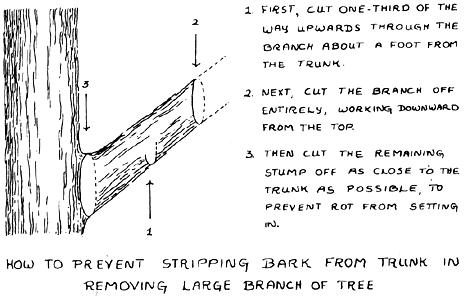 2
3
1
1. FIRST, CUT ONE-THIRD OF THE
WAY UPWARDS THROUGH THE
BRANCH ABOUT A FOOT FROM
THE TRUNK.
2. NEXT, CUT THE BRANCH OFF
ENTIRELY, WORKING DOWNWARD
FROM THE TOP.
3. THEN CUT THE REMAINING
STUMP OFF AS CLOSE TO THE
TRUNK AS POSSIBLE, TO
PREVENT ROT FROM SETTING
IN.
HOW TO PREVENT STRIPPING BARK FROM TRUNK IN
REMOVING LARGE BRANCH OF TREE